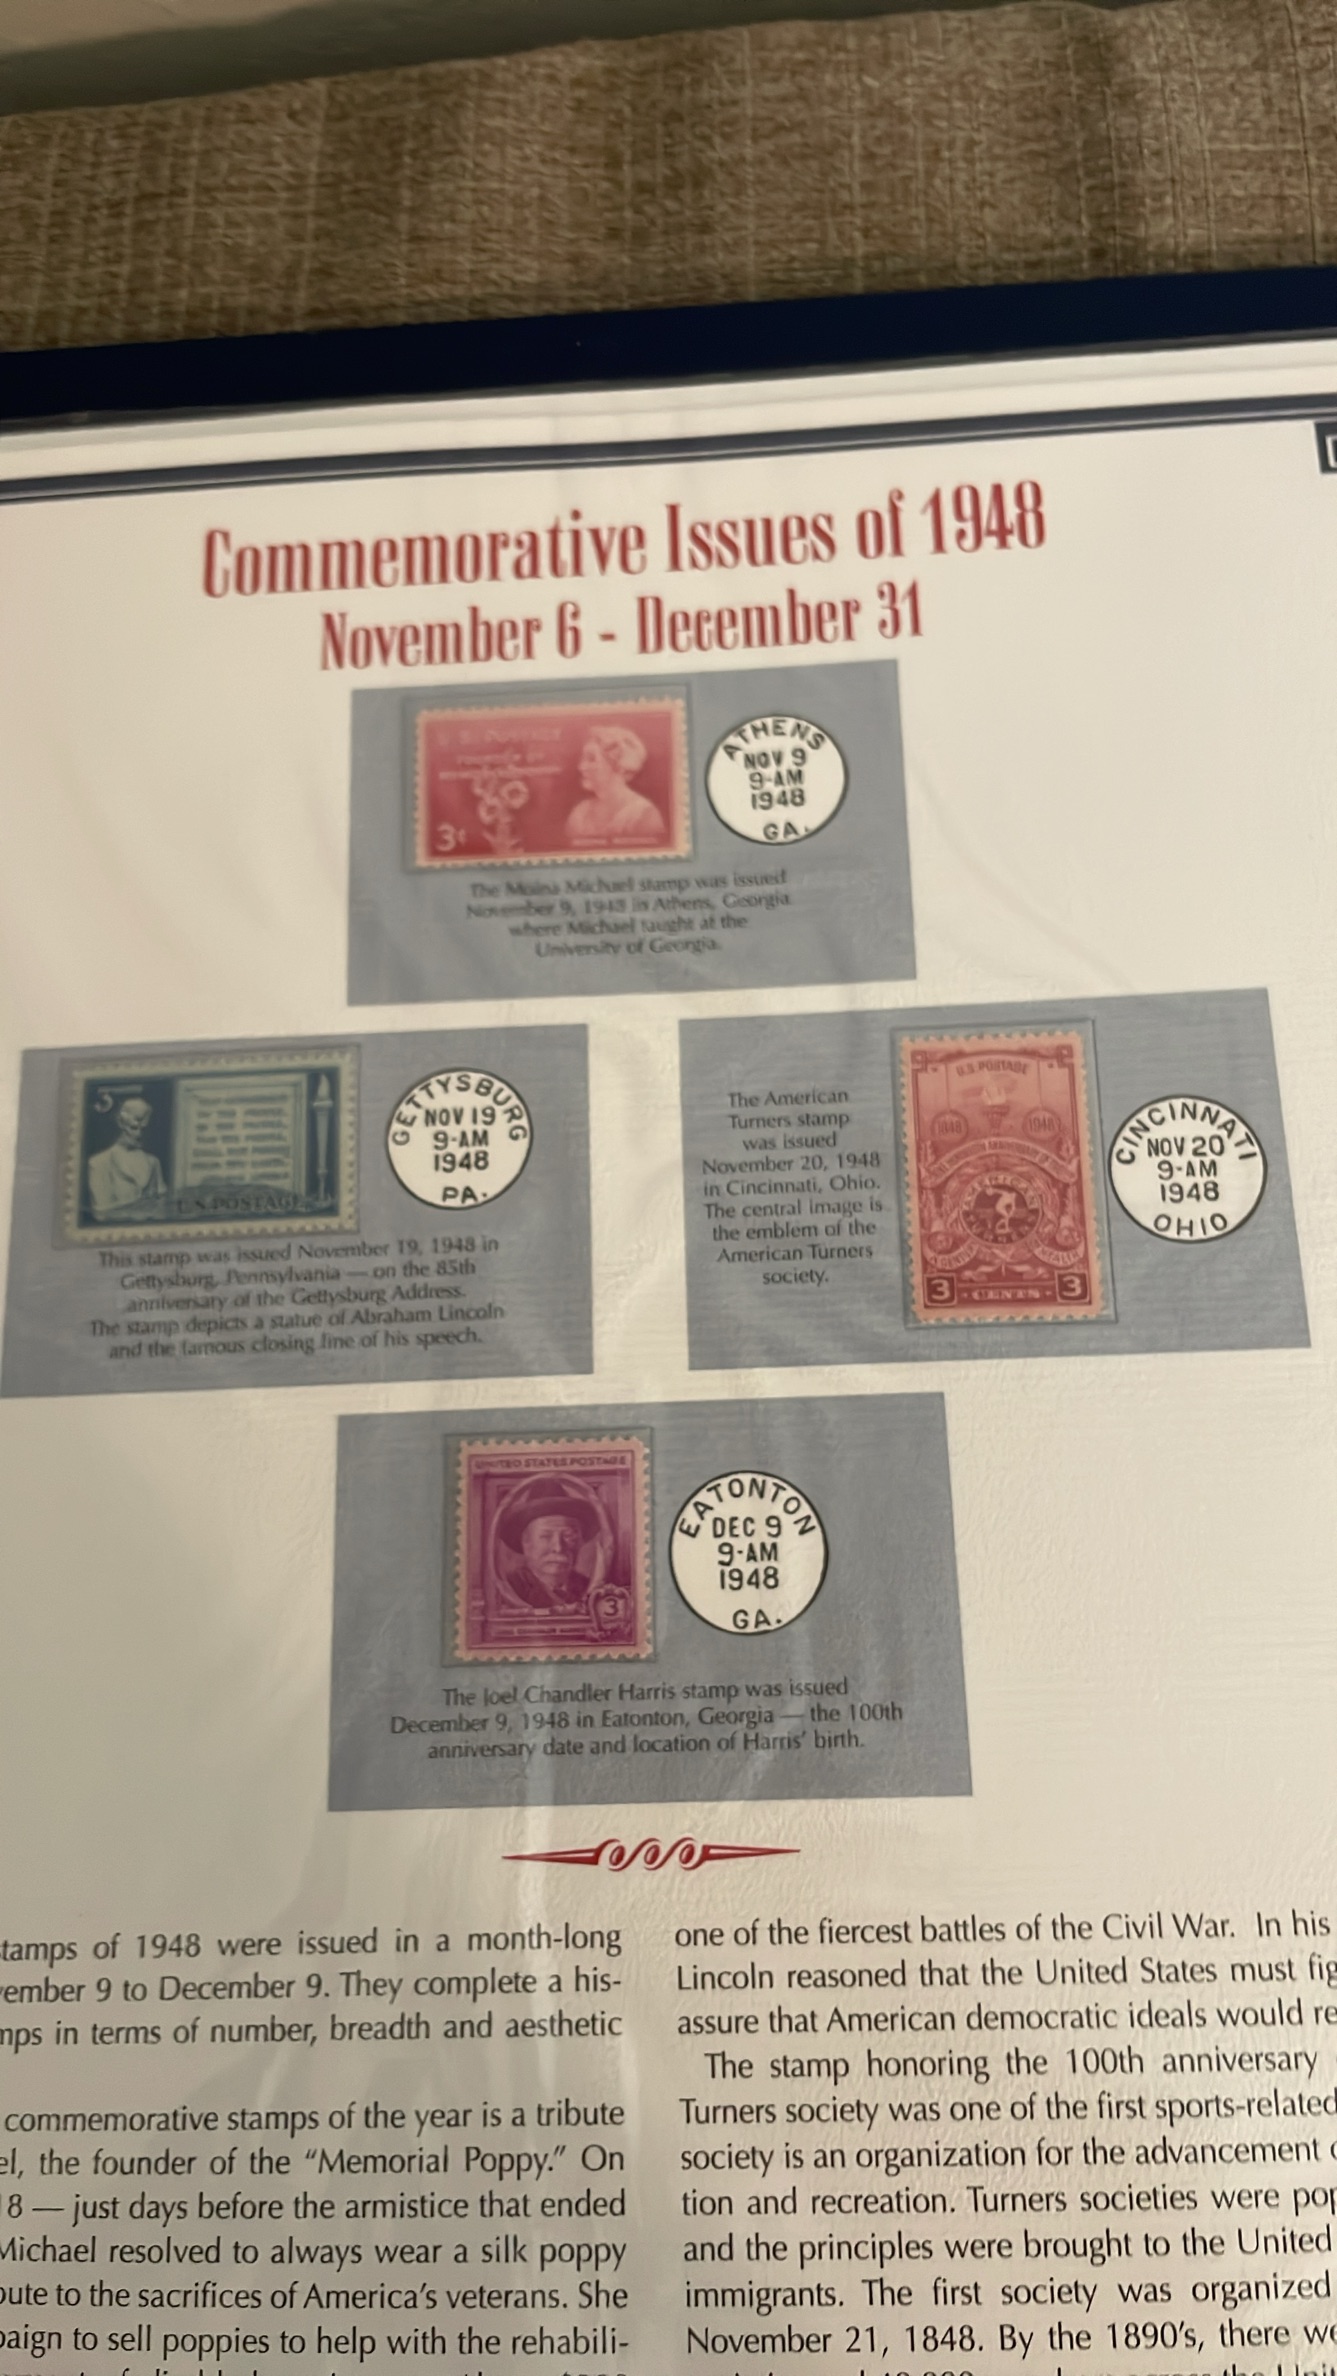 Commemorative Issues of 1948
November 6 - December 31
U.S. POSTAGE
3¢
ATHENS
NOV 9
9-AM
1948
GA.
The Moina Michael stamp was issued
November 9, 1948 in Athens, Georgia
where Michael taught at the
University of Georgia.
3
U.S. POSTAGE
GETTYSBURG
NOV 19
9-AM
1948
PA.
This stamp was issued November 19, 1948 in
Gettysburg, Pennsylvania — on the 85th
anniversary of the Gettysburg Address.
The stamp depicts a statue of Abraham Lincoln
and the famous closing line of his speech.
The American
Turners stamp
was issued
November 20, 1948
in Cincinnati, Ohio.
The central image is
the emblem of the
American Turners
society.
U.S. POSTAGE
1848 1948
AMERICAN
TURNERS
3 · CENTS · 3
CINCINNATI
NOV 20
9-AM
1948
OHIO
UNITED STATES POSTAGE
3
JOEL CHANDLER HARRIS
EATONTON
DEC 9
9-AM
1948
GA.
The Joel Chandler Harris stamp was issued
December 9, 1948 in Eatonton, Georgia — the 100th
anniversary date and location of Harris' birth.
tamps of 1948 were issued in a month-long
ember 9 to December 9. They complete a his-
mps in terms of number, breadth and aesthetic
commemorative stamps of the year is a tribute
el, the founder of the "Memorial Poppy." On
8 — just days before the armistice that ended
Michael resolved to always wear a silk poppy
bute to the sacrifices of America's veterans. She
paign to sell poppies to help with the rehabili-
one of the fiercest battles of the Civil War. In his
Lincoln reasoned that the United States must fig
assure that American democratic ideals would re
The stamp honoring the 100th anniversary
Turners society was one of the first sports-related
society is an organization for the advancement
tion and recreation. Turners societies were pop
and the principles were brought to the United
immigrants. The first society was organized
November 21, 1848. By the 1890's, there we